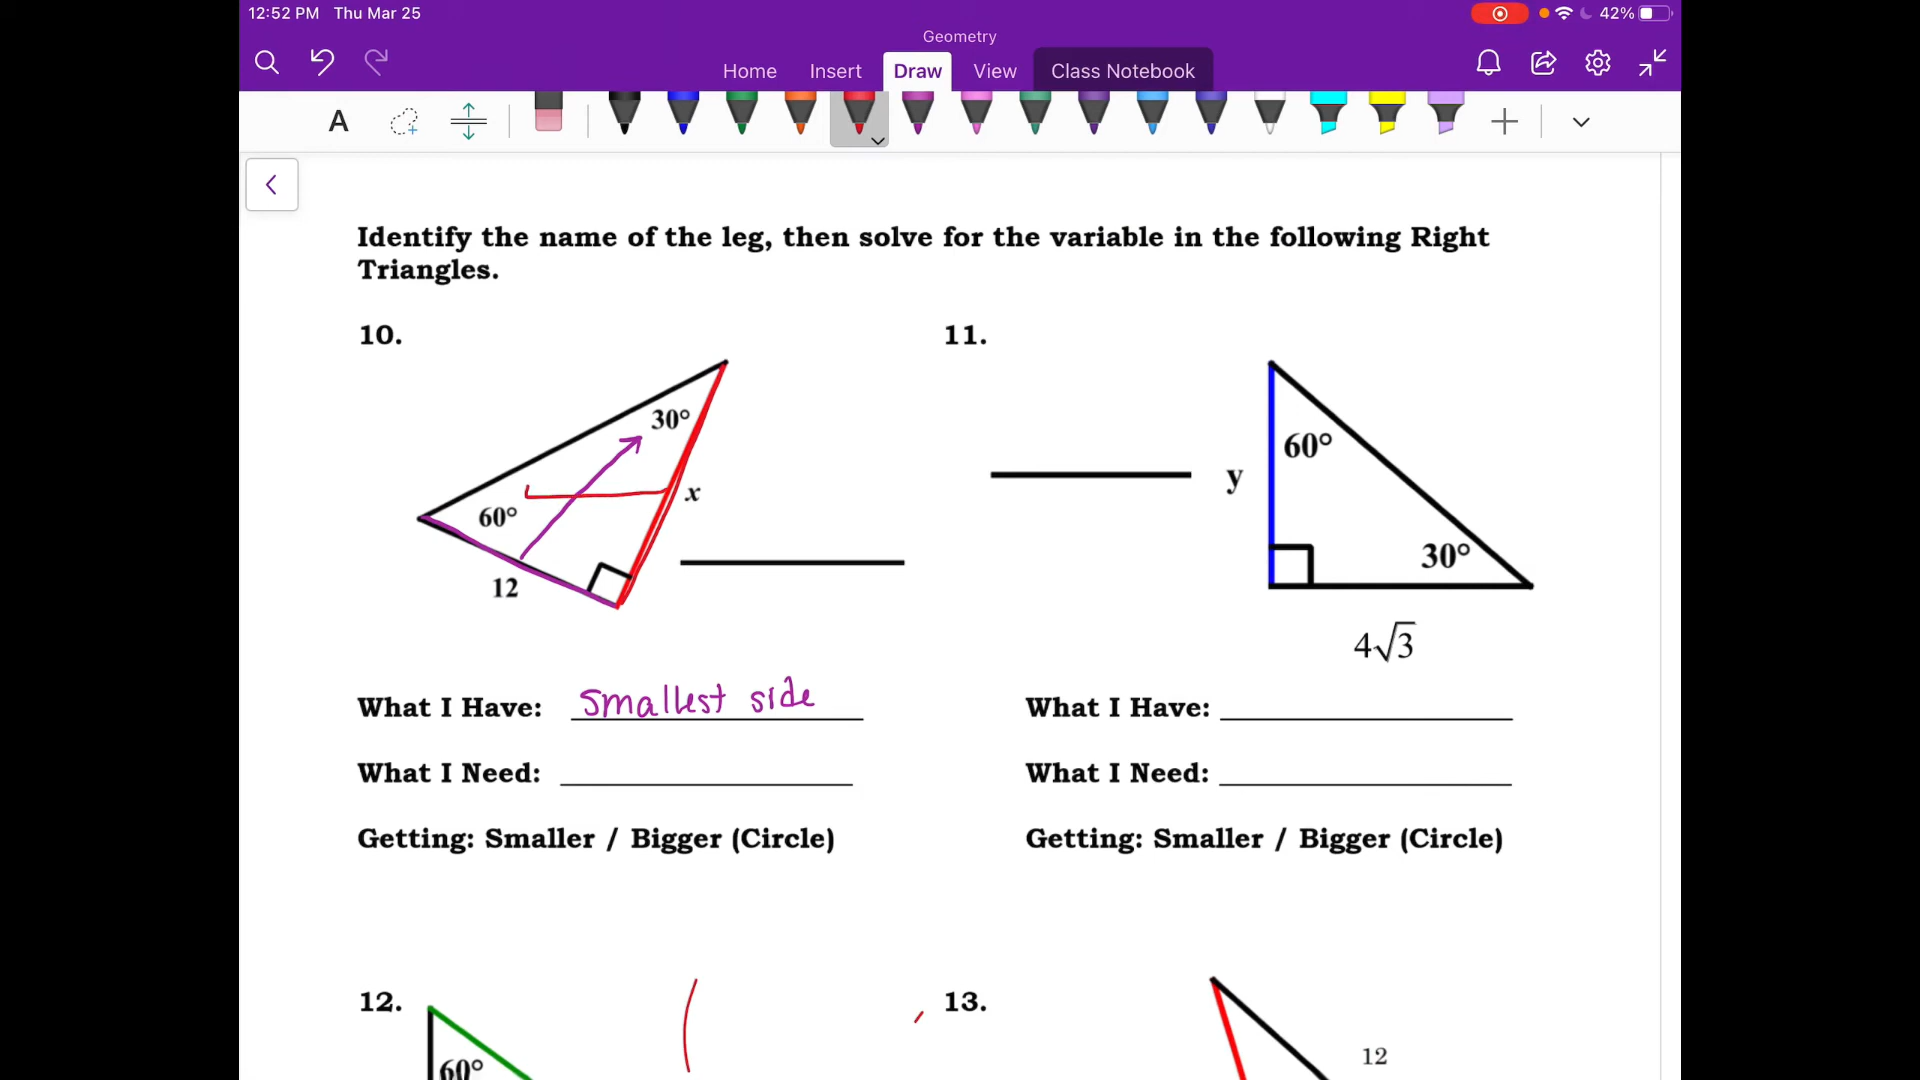 12:52 PM Thu Mar 25
42%
Geometry
Home Insert Draw View Class Notebook
A
Identify the name of the leg, then solve for the variable in the following Right
Triangles.
10.
11.
30°
60°
x
12
60°
y
30°
4√3
What I Have: smallest side
What I Have:
What I Need:
What I Need:
Getting: Smaller / Bigger (Circle)
Getting: Smaller / Bigger (Circle)
12.
13.
60°
12